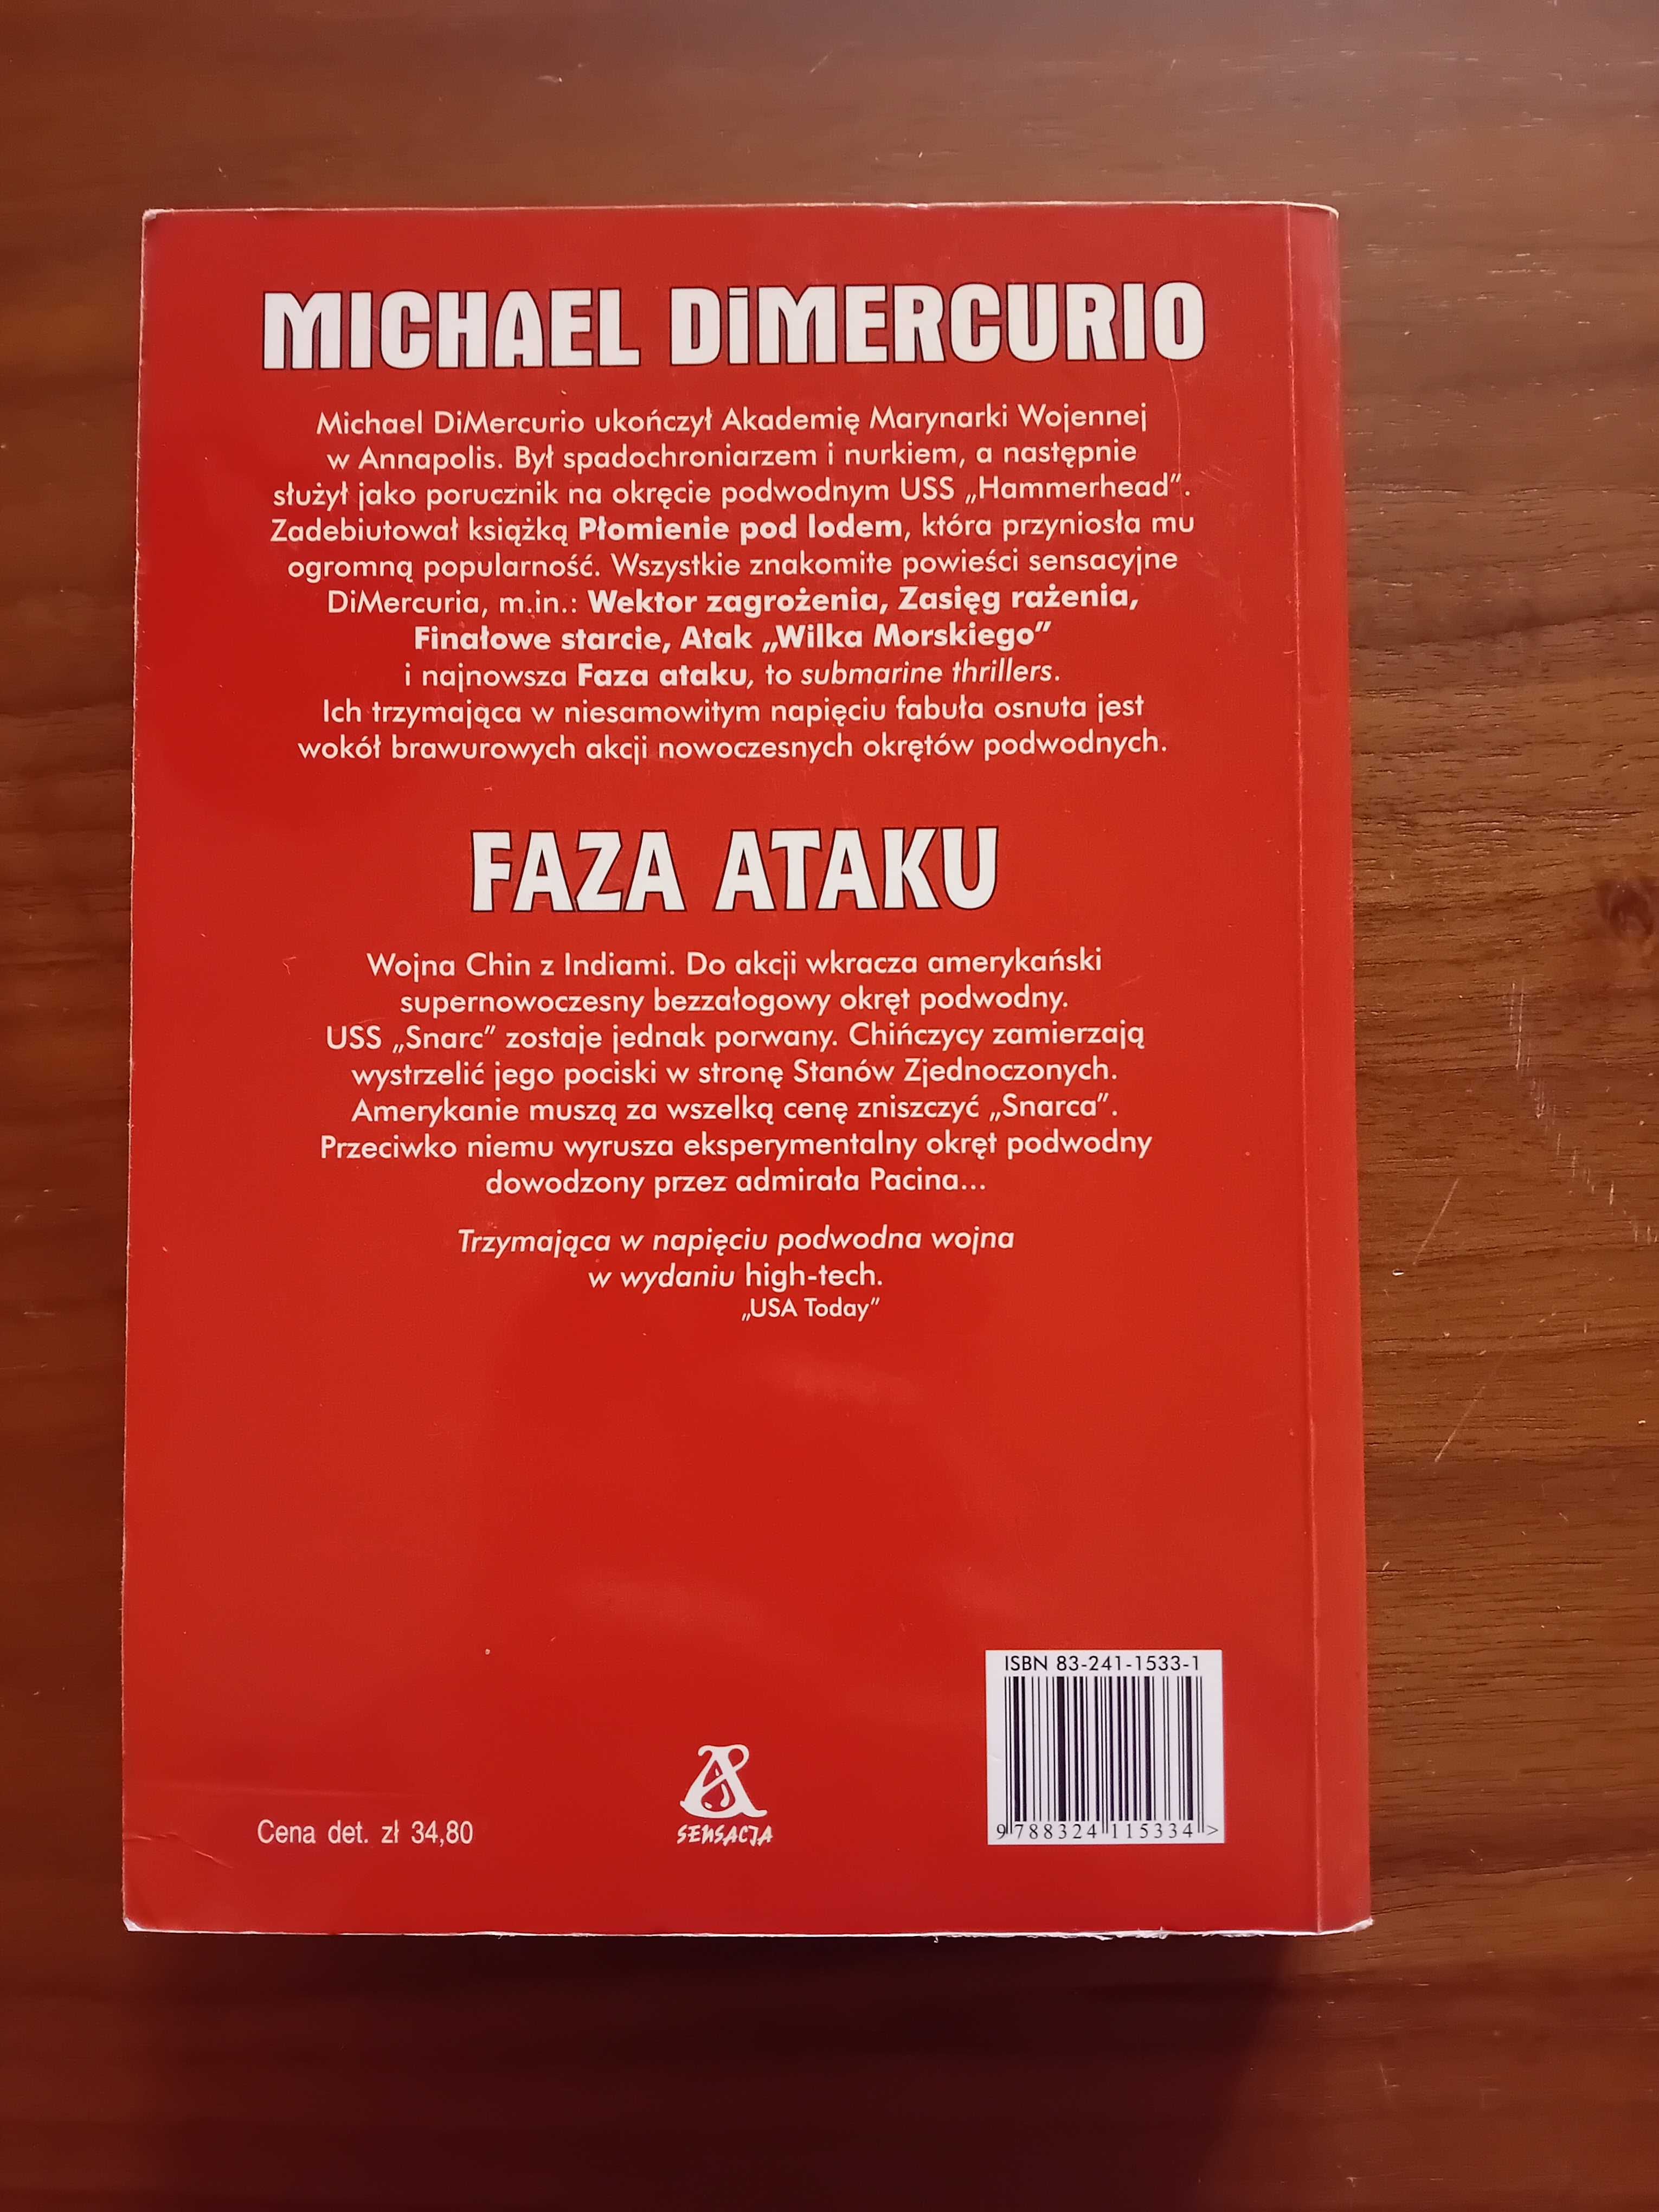 MICHAEL DiMERCURIO
Michael DiMercurio ukończył Akademię Marynarki Wojennej
w Annapolis. Był spadochroniarzem i nurkiem, a następnie
służył jako porucznik na okręcie podwodnym USS „Hammerhead”.
Zadebiutował książką Płomienie pod lodem, która przyniosła mu
ogromną popularność. Wszystkie znakomite powieści sensacyjne
DiMercuria, m.in.: Wektor zagrożenia, Zasięg rażenia,
Finałowe starcie, Atak „Wilka Morskiego”
i najnowsza Faza ataku, to submarine thrillers.
Ich trzymająca w niesamowitym napięciu fabuła osnuta jest
wokół brawurowych akcji nowoczesnych okrętów podwodnych.
FAZA ATAKU
Wojna Chin z Indiami. Do akcji wkracza amerykański
supernowoczesny bezzałogowy okręt podwodny.
USS „Snarc” zostaje jednak porwany. Chińczycy zamierzają
wystrzelić jego pociski w stronę Stanów Zjednoczonych.
Amerykanie muszą za wszelką cenę zniszczyć „Snarca”.
Przeciwko niemu wyrusza eksperymentalny okręt podwodny
dowodzony przez admirała Pacina...
Trzymająca w napięciu podwodna wojna
w wydaniu high-tech.
„USA Today”
ISBN 83-241-1533-1
9 788324 115334 >
Cena det. zł 34,80
A
SENSACJA